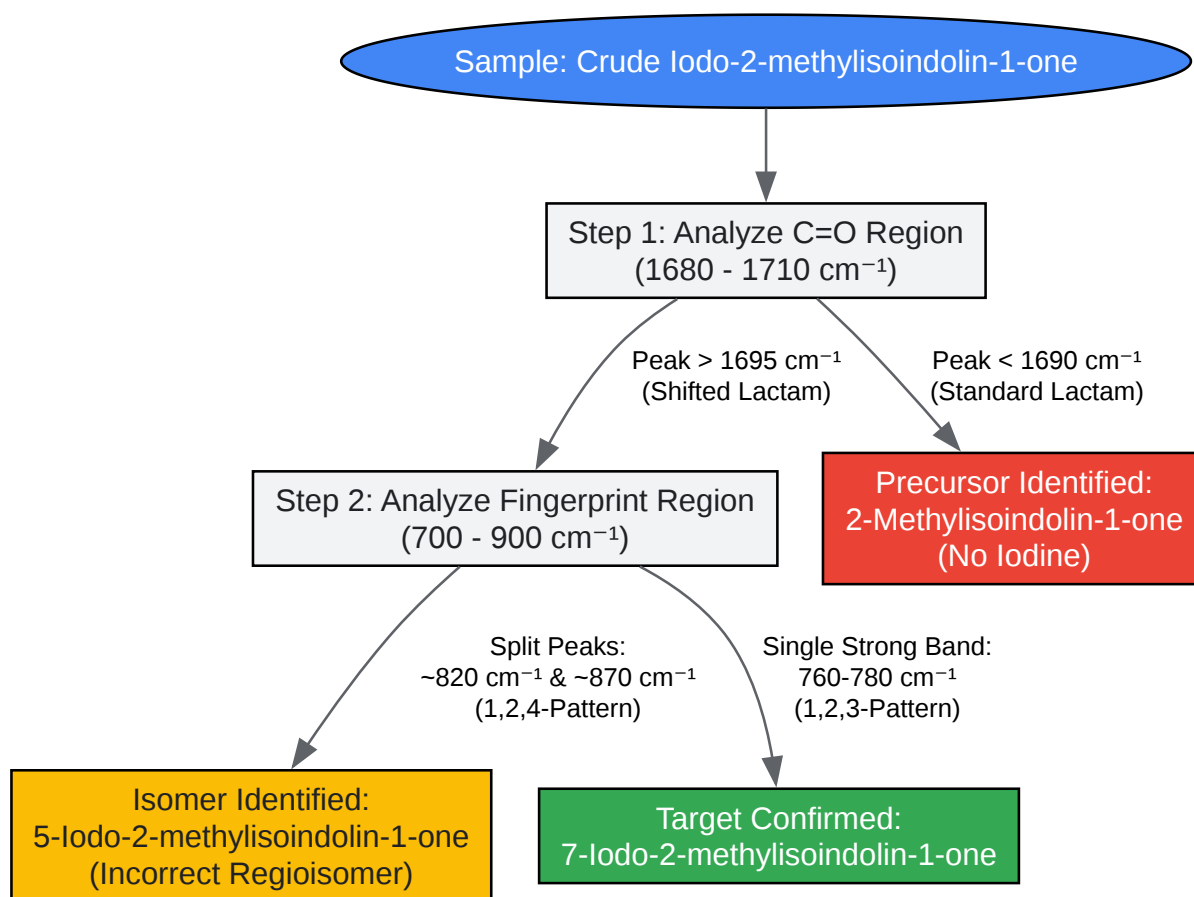 Sample: Crude Iodo-2-methylisoindolin-1-one
Step 1: Analyze C=O Region
(1680 - 1710 cm⁻¹)
Peak > 1695 cm⁻¹
(Shifted Lactam)
Peak < 1690 cm⁻¹
(Standard Lactam)
Step 2: Analyze Fingerprint Region
(700 - 900 cm⁻¹)
Precursor Identified:
2-Methylisoindolin-1-one
(No Iodine)
Split Peaks:
~820 cm⁻¹ & ~870 cm⁻¹
(1,2,4-Pattern)
Single Strong Band:
760-780 cm⁻¹
(1,2,3-Pattern)
Isomer Identified:
5-Iodo-2-methylisoindolin-1-one
(Incorrect Regioisomer)
Target Confirmed:
7-Iodo-2-methylisoindolin-1-one